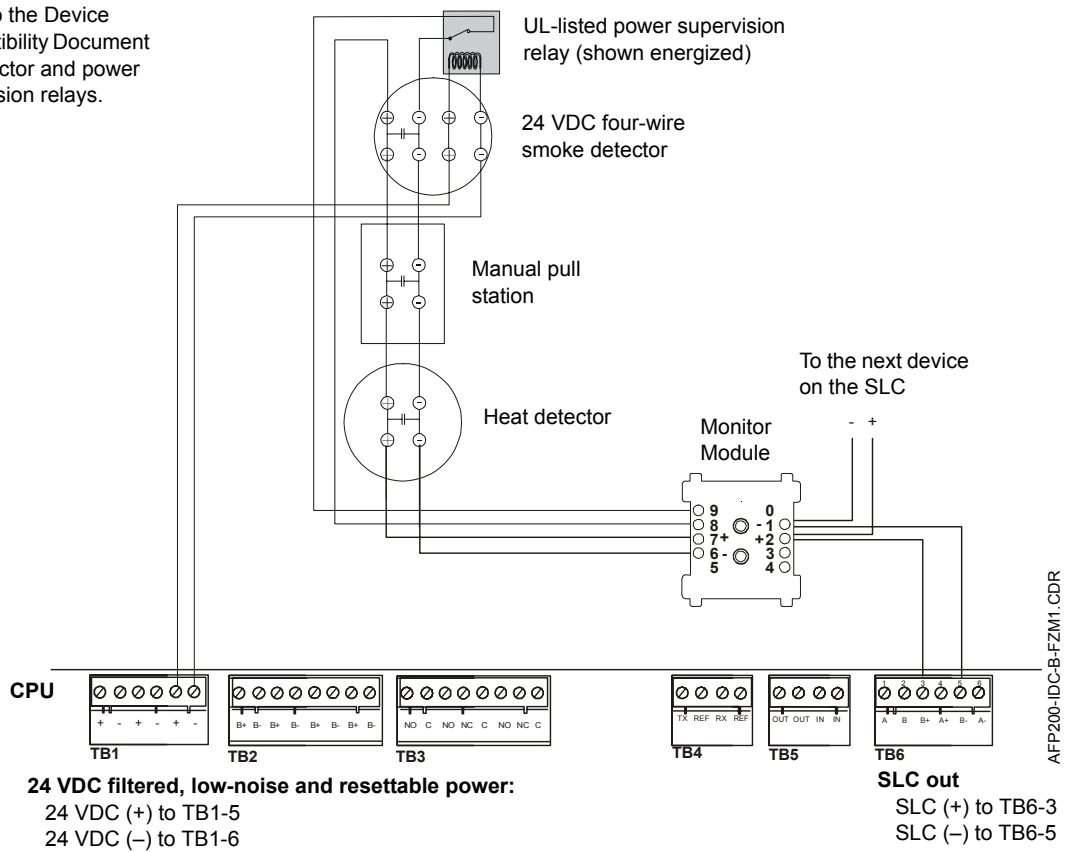 the Device
Document
and power
relays.
UL-listed power supervision
relay (shown energized)
24 VDC four-wire
smoke detector
Manual pull
station
Heat detector
To the next device
on the SLC
- +
Monitor
Module
9 0
8 - 1
7 + + 2
6 - 3
5 4
CPU
+ - + - + -
TB1
B+ B- B+ B- B+ B- B+ B-
TB2
NO C NO NC C NO NC C
TB3
TX REF RX REF
TB4
OUT OUT IN IN
TB5
1 2 3 4 5 6
A B B+ A+ B- A-
TB6
AFP200-IDC-B-FZM1.CDR
24 VDC filtered, low-noise and resettable power:
24 VDC (+) to TB1-5
24 VDC (–) to TB1-6
SLC out
SLC (+) to TB6-3
SLC (–) to TB6-5